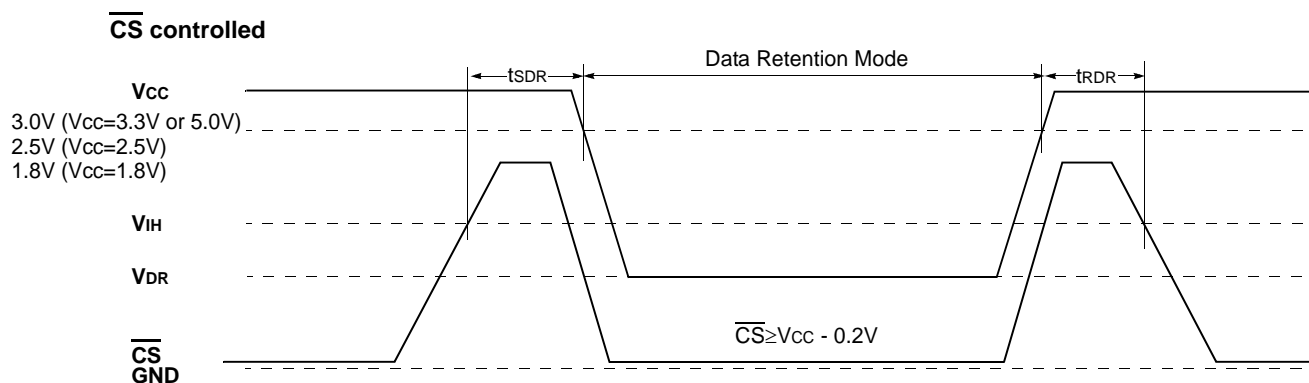 CS controlled
tSDR
Data Retention Mode
tRDR
VCC
3.0V (VCC=3.3V or 5.0V)
2.5V (VCC=2.5V)
1.8V (VCC=1.8V)
VIH
VDR
CS≥VCC - 0.2V
CS
GND